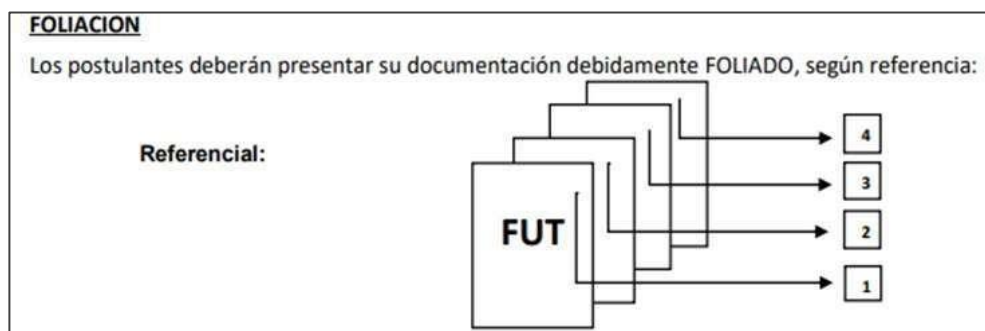 FOLIACION
Los postulantes deberán presentar su documentación debidamente FOLIADO, según referencia:
Referencial:
FUT
4
3
2
1